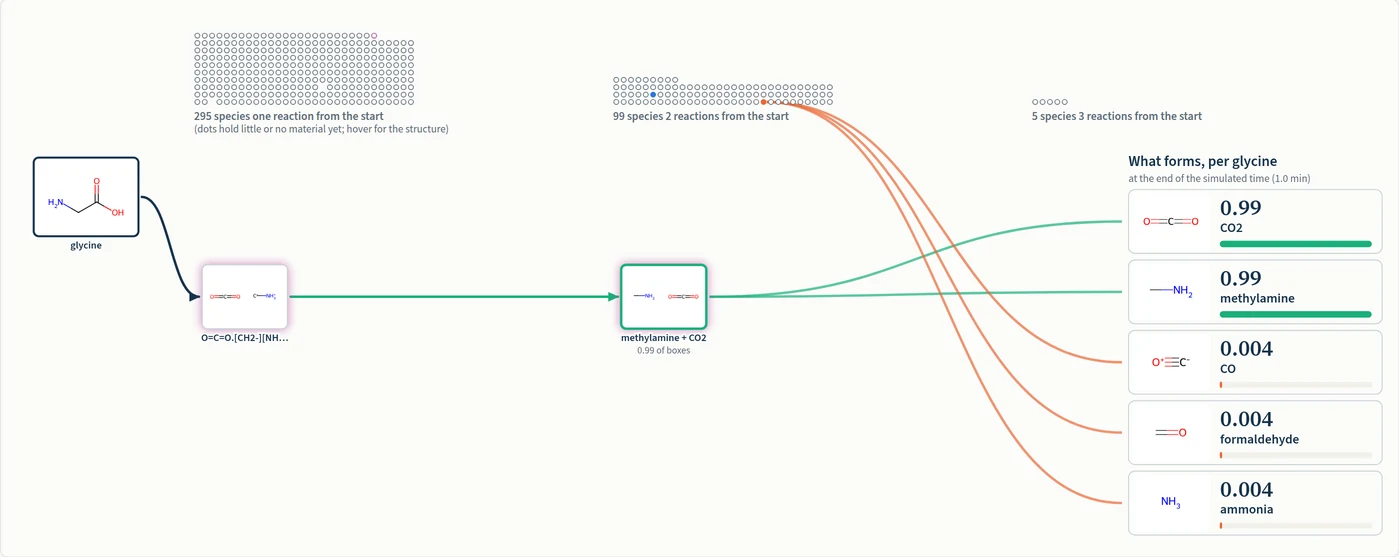 295 species one reaction from the start
(dots hold little or no material yet; hover for the structure)
99 species 2 reactions from the start
5 species 3 reactions from the start
H2N
O
OH
glycine
O=C=O
C—NH3+
O=C=O.[CH2-][NH...
—NH2
O=C=O
methylamine + CO2
0.99 of boxes
What forms, per glycine
at the end of the simulated time (1.0 min)
O=C=O
0.99
CO2
—NH2
0.99
methylamine
O+≡C-
0.004
CO
=O
0.004
formaldehyde
NH3
0.004
ammonia